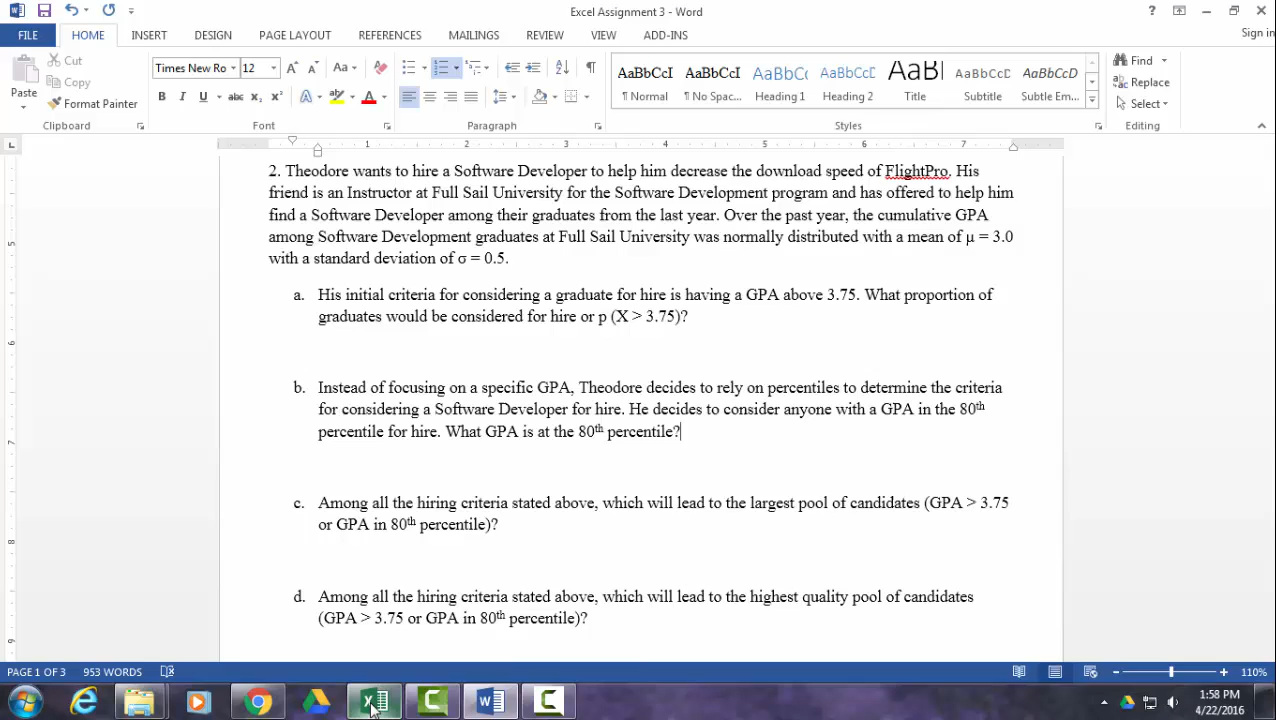 Excel Assignment 3 - Word
FILE HOME INSERT DESIGN PAGE LAYOUT REFERENCES MAILINGS REVIEW VIEW ADD-INS Sign in
Paste
Cut
Copy
Format Painter
Times New Ro 12
AaBbCcI AaBbCcI AaBbCc AaBbCcI AaBl AaBbCcD AaBbCcD
¶ Normal ¶ No Spac... Heading 1 Heading 2 Title Subtitle Subtle Em...
Find
Replace
Select
Clipboard Font Paragraph Styles Editing
1 2 3 4 5 6 7
2. Theodore wants to hire a Software Developer to help him decrease the download speed of FlightPro. His
friend is an Instructor at Full Sail University for the Software Development program and has offered to help him
find a Software Developer among their graduates from the last year. Over the past year, the cumulative GPA
among Software Development graduates at Full Sail University was normally distributed with a mean of μ = 3.0
with a standard deviation of σ = 0.5.
a. His initial criteria for considering a graduate for hire is having a GPA above 3.75. What proportion of
graduates would be considered for hire or p (X > 3.75)?
b. Instead of focusing on a specific GPA, Theodore decides to rely on percentiles to determine the criteria
for considering a Software Developer for hire. He decides to consider anyone with a GPA in the 80th
percentile for hire. What GPA is at the 80th percentile?
c. Among all the hiring criteria stated above, which will lead to the largest pool of candidates (GPA > 3.75
or GPA in 80th percentile)?
d. Among all the hiring criteria stated above, which will lead to the highest quality pool of candidates
(GPA > 3.75 or GPA in 80th percentile)?
PAGE 1 OF 3 953 WORDS 110%
1:58 PM
4/22/2016